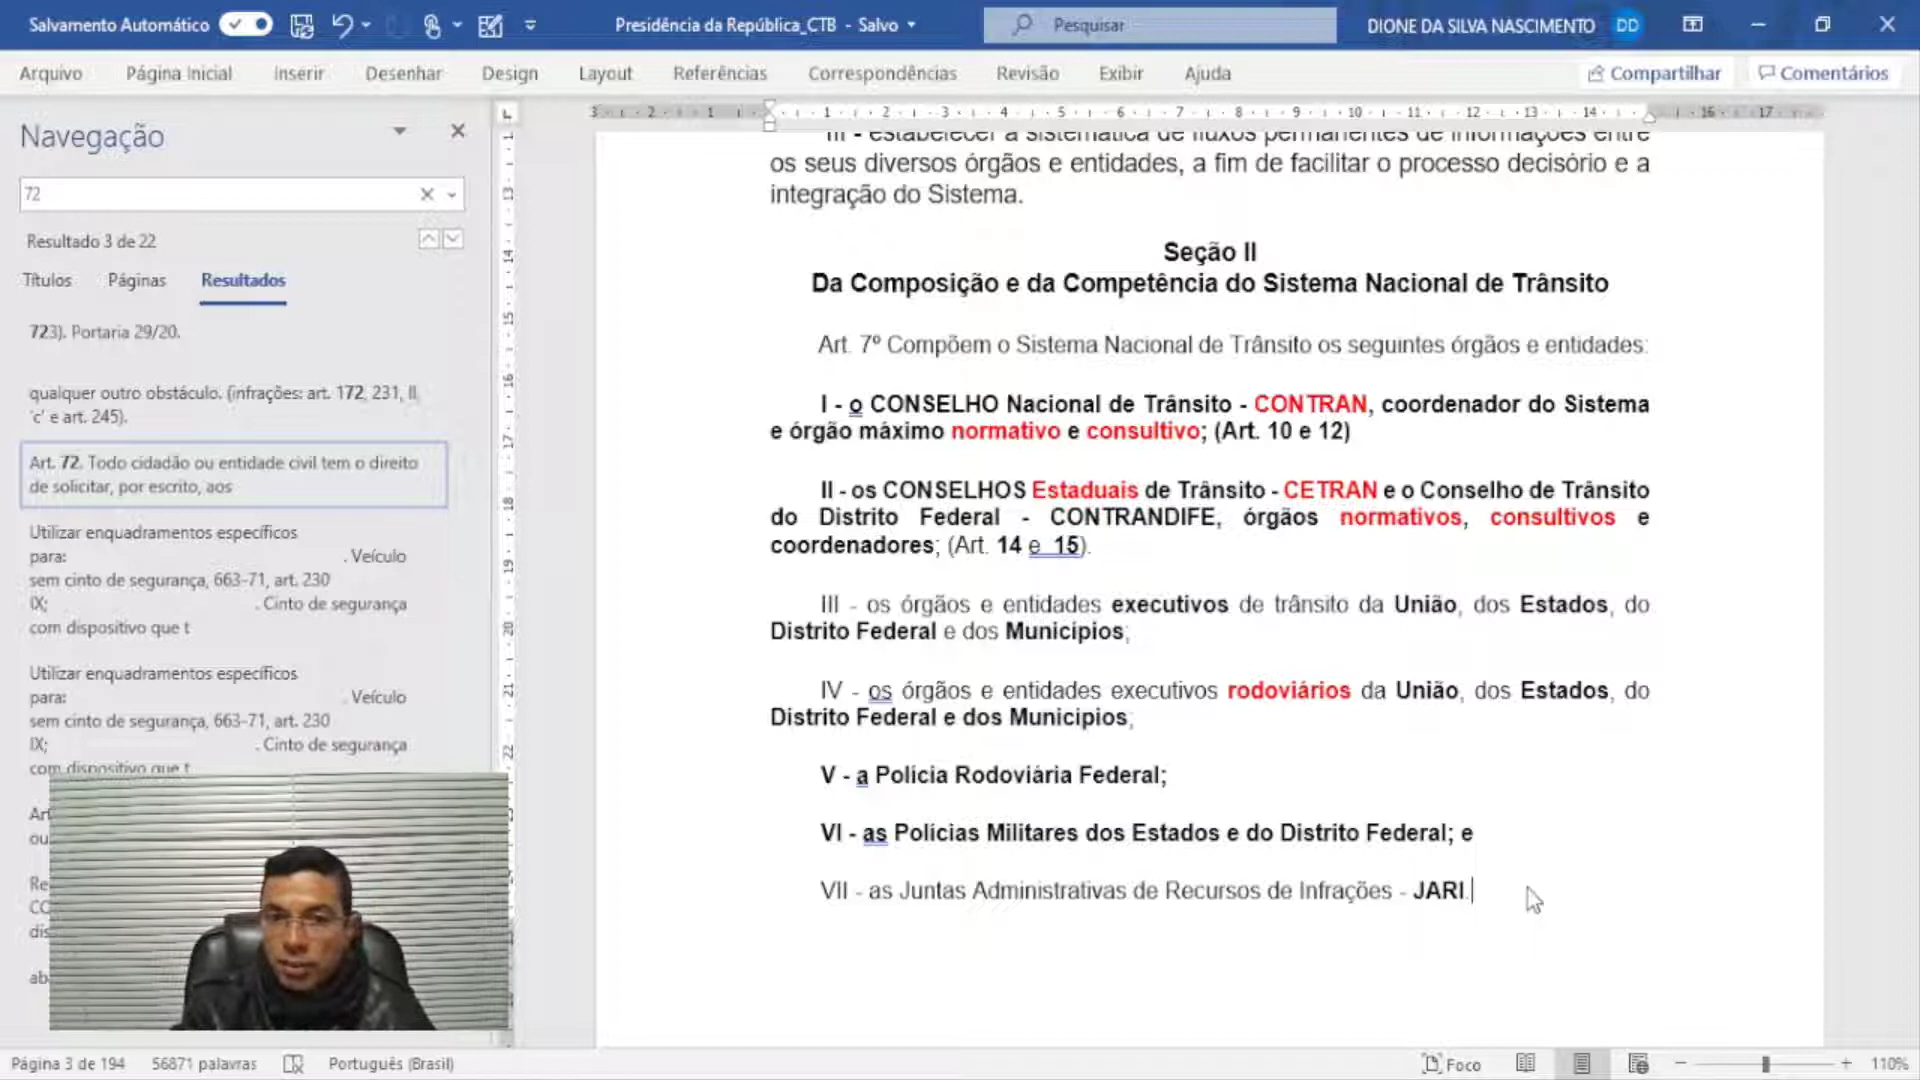 Salvamento Automático
Presidência da República_CTB - Salvo
Pesquisar
DIONE DA SILVA NASCIMENTO DD
Arquivo Página Inicial Inserir Desenhar Design Layout Referências Correspondências Revisão Exibir Ajuda Compartilhar Comentários
Navegação
72
Resultado 3 de 22
Títulos Páginas Resultados
723). Portaria 29/20.
qualquer outro obstáculo. (infrações: art. 172, 231, II,
'c' e art. 245).
Art. 72. Todo cidadão ou entidade civil tem o direito
de solicitar, por escrito, aos
Utilizar enquadramentos específicos
para: . Veículo
sem cinto de segurança, 663-71, art. 230
IX; . Cinto de segurança
com dispositivo que t
Utilizar enquadramentos específicos
para: . Veículo
sem cinto de segurança, 663-71, art. 230
IX; . Cinto de segurança
com dispositivo que t
III - estabelecer a sistemática de fluxos permanentes de informações entre
os seus diversos órgãos e entidades, a fim de facilitar o processo decisório e a
integração do Sistema.
Seção II
Da Composição e da Competência do Sistema Nacional de Trânsito
Art. 7º Compõem o Sistema Nacional de Trânsito os seguintes órgãos e entidades:
I - o CONSELHO Nacional de Trânsito - CONTRAN, coordenador do Sistema
e órgão máximo normativo e consultivo; (Art. 10 e 12)
II - os CONSELHOS Estaduais de Trânsito - CETRAN e o Conselho de Trânsito
do Distrito Federal - CONTRANDIFE, órgãos normativos, consultivos e
coordenadores; (Art. 14 e 15).
III - os órgãos e entidades executivos de trânsito da União, dos Estados, do
Distrito Federal e dos Municípios;
IV - os órgãos e entidades executivos rodoviários da União, dos Estados, do
Distrito Federal e dos Municípios;
V - a Polícia Rodoviária Federal;
VI - as Polícias Militares dos Estados e do Distrito Federal; e
VII - as Juntas Administrativas de Recursos de Infrações - JARI.
Página 3 de 194 56871 palavras Português (Brasil) Foco 110%